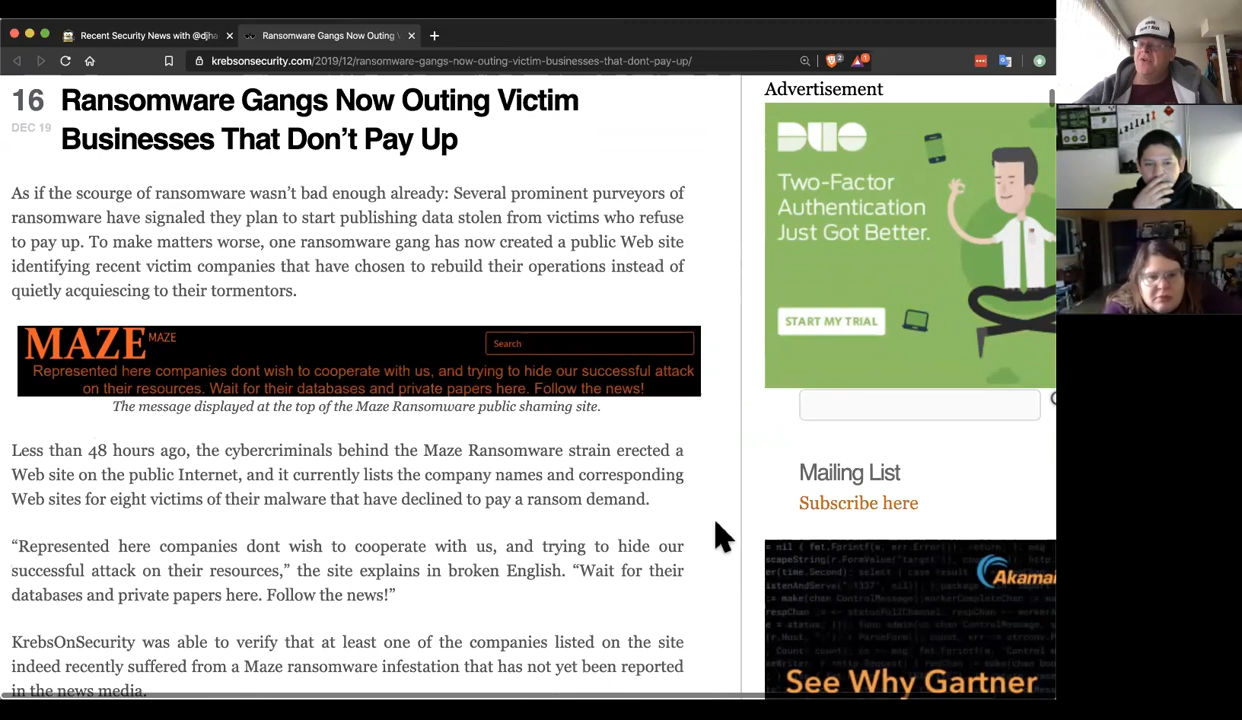 Recent Security News with @djha
Ransomware Gangs Now Outing V
krebsonsecurity.com/2019/12/ransomware-gangs-now-outing-victim-businesses-that-dont-pay-up/
16
DEC 19
Ransomware Gangs Now Outing Victim
Businesses That Don’t Pay Up
As if the scourge of ransomware wasn’t bad enough already: Several prominent purveyors of
ransomware have signaled they plan to start publishing data stolen from victims who refuse
to pay up. To make matters worse, one ransomware gang has now created a public Web site
identifying recent victim companies that have chosen to rebuild their operations instead of
quietly acquiescing to their tormentors.
MAZE MAZE
Search
Represented here companies dont wish to cooperate with us, and trying to hide our successful attack
on their resources. Wait for their databases and private papers here. Follow the news!
The message displayed at the top of the Maze Ransomware public shaming site.
Less than 48 hours ago, the cybercriminals behind the Maze Ransomware strain erected a
Web site on the public Internet, and it currently lists the company names and corresponding
Web sites for eight victims of their malware that have declined to pay a ransom demand.
“Represented here companies dont wish to cooperate with us, and trying to hide our
successful attack on their resources,” the site explains in broken English. “Wait for their
databases and private papers here. Follow the news!”
KrebsOnSecurity was able to verify that at least one of the companies listed on the site
indeed recently suffered from a Maze ransomware infestation that has not yet been reported
in the news media.
Advertisement
DUO
Two-Factor
Authentication
Just Got Better.
START MY TRIAL
Mailing List
Subscribe here
Akamai
See Why Gartner